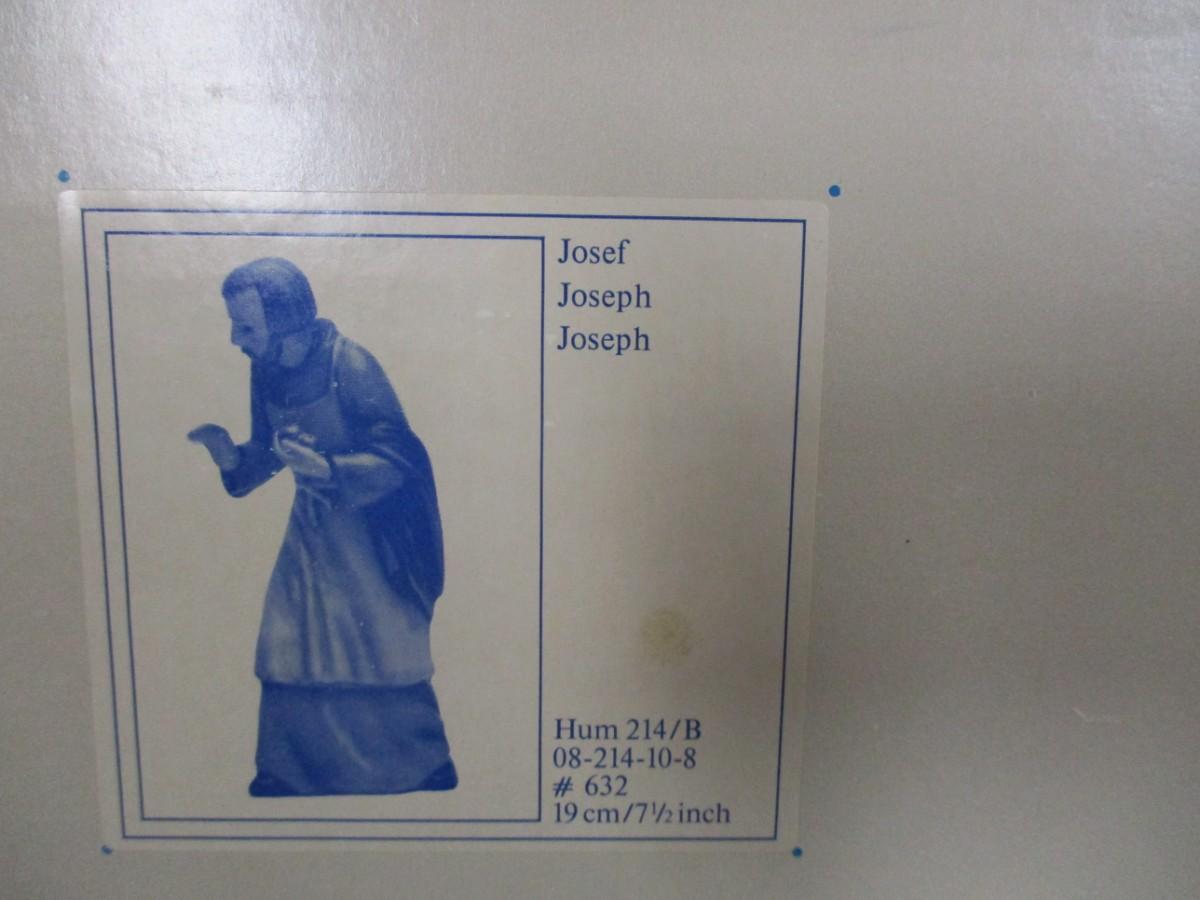 Josef
Joseph
Joseph
Hum 214/B
08-214-10-8
# 632
19 cm/7½ inch